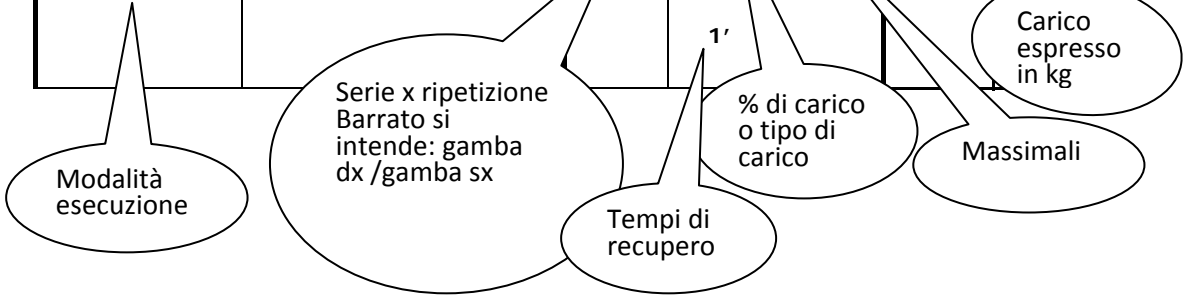 Carico
espresso
in kg
1’
Serie x ripetizione
Barrato si
intende: gamba
dx /gamba sx
% di carico
o tipo di
carico
Massimali
Modalità
esecuzione
Tempi di
recupero